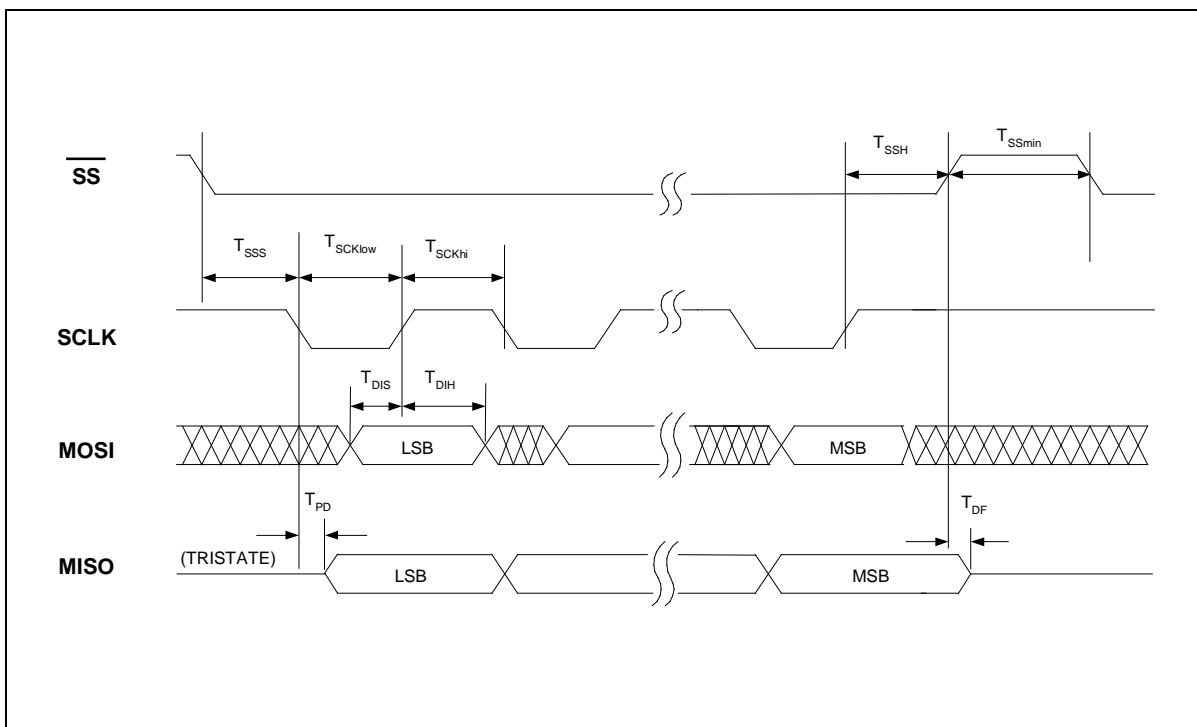 T_SSH T_SSmin
SS
T_SSS T_SCKlow T_SCKhi
SCLK
T_DIS T_DIH
MOSI LSB MSB
T_PD T_DF
MISO (TRISTATE) LSB MSB